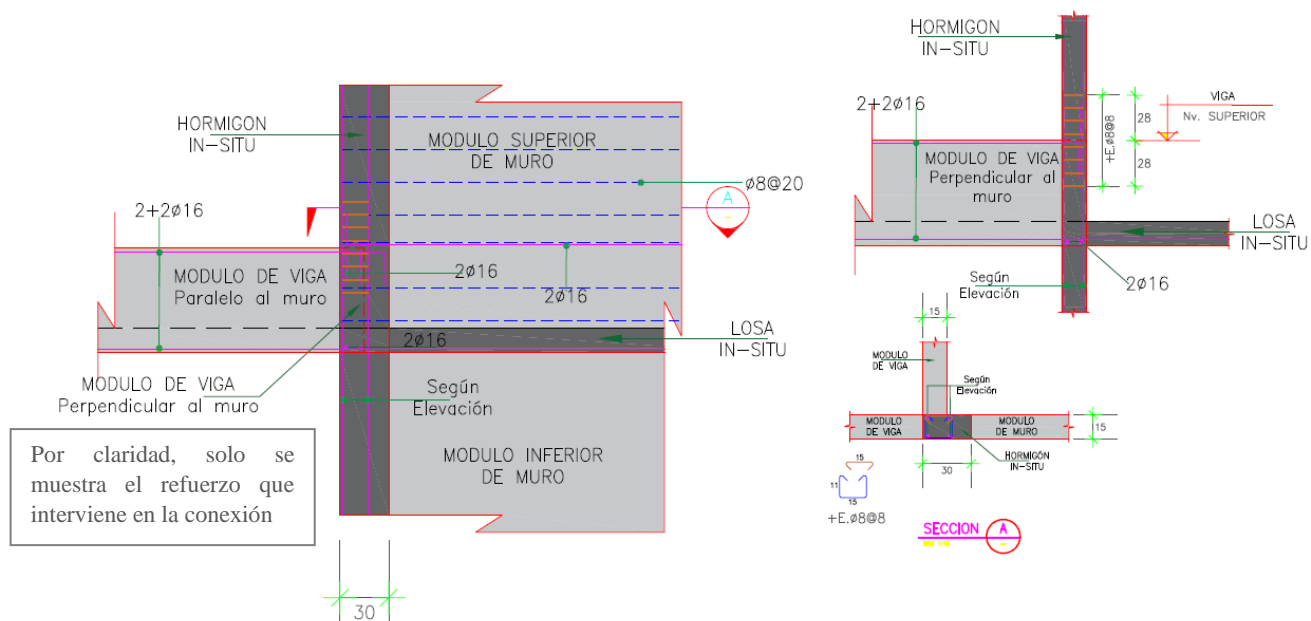 HORMIGON
IN-SITU
MODULO SUPERIOR
DE MURO
ø8@20
A
2+2ø16
MODULO DE VIGA
Paralelo al muro
2ø16
2ø16
2ø16
LOSA
IN-SITU
MODULO DE VIGA
Perpendicular al muro
Según
Elevación
MODULO INFERIOR
DE MURO
Por claridad, solo se
muestra el refuerzo que
interviene en la conexión
30
HORMIGON
IN-SITU
2+2ø16
MODULO DE VIGA
Perpendicular al
muro
+E.ø8@8
28
28
VIGA
Nv. SUPERIOR
LOSA
IN-SITU
Según
Elevación
2ø16
15
MODULO
DE VIGA
Según
Elevación
MODULO
DE VIGA
MODULO
DE MURO
15
HORMIGÓN
IN-SITU
30
15
11
15
+E.ø8@8
SECCION
A